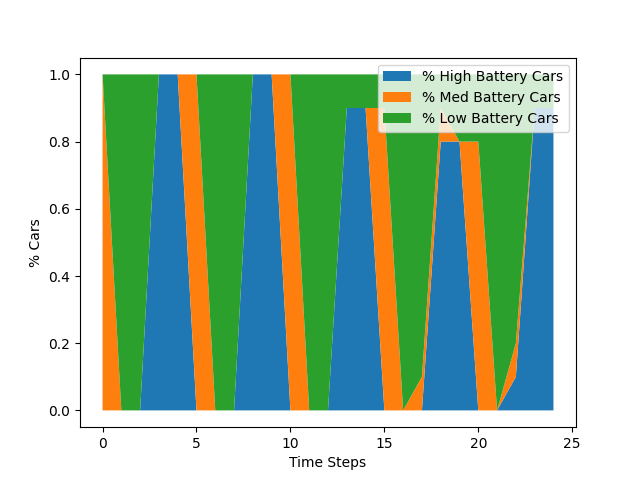 % High Battery Cars
% Med Battery Cars
% Low Battery Cars
1.0
0.8
0.6
0.4
0.2
0.0
% Cars
0 5 10 15 20 25
Time Steps